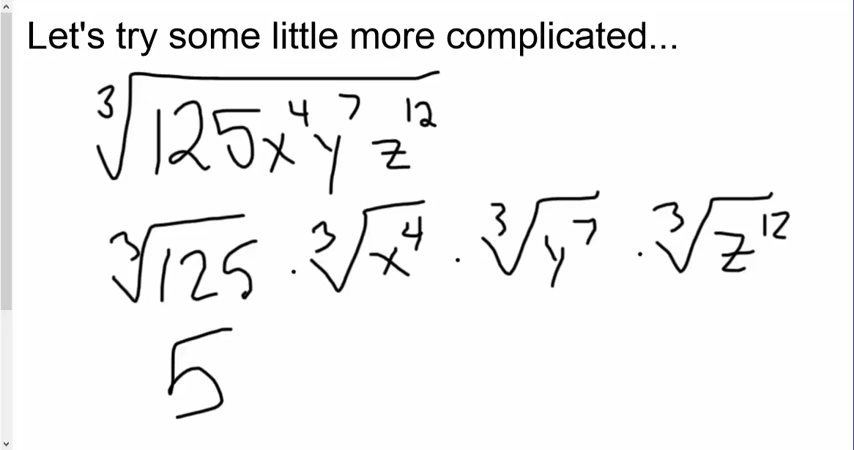 Let's try some little more complicated...
∛125x⁴y⁷z¹²
∛125 · ∛x⁴ · ∛y⁷ · ∛z¹²
5